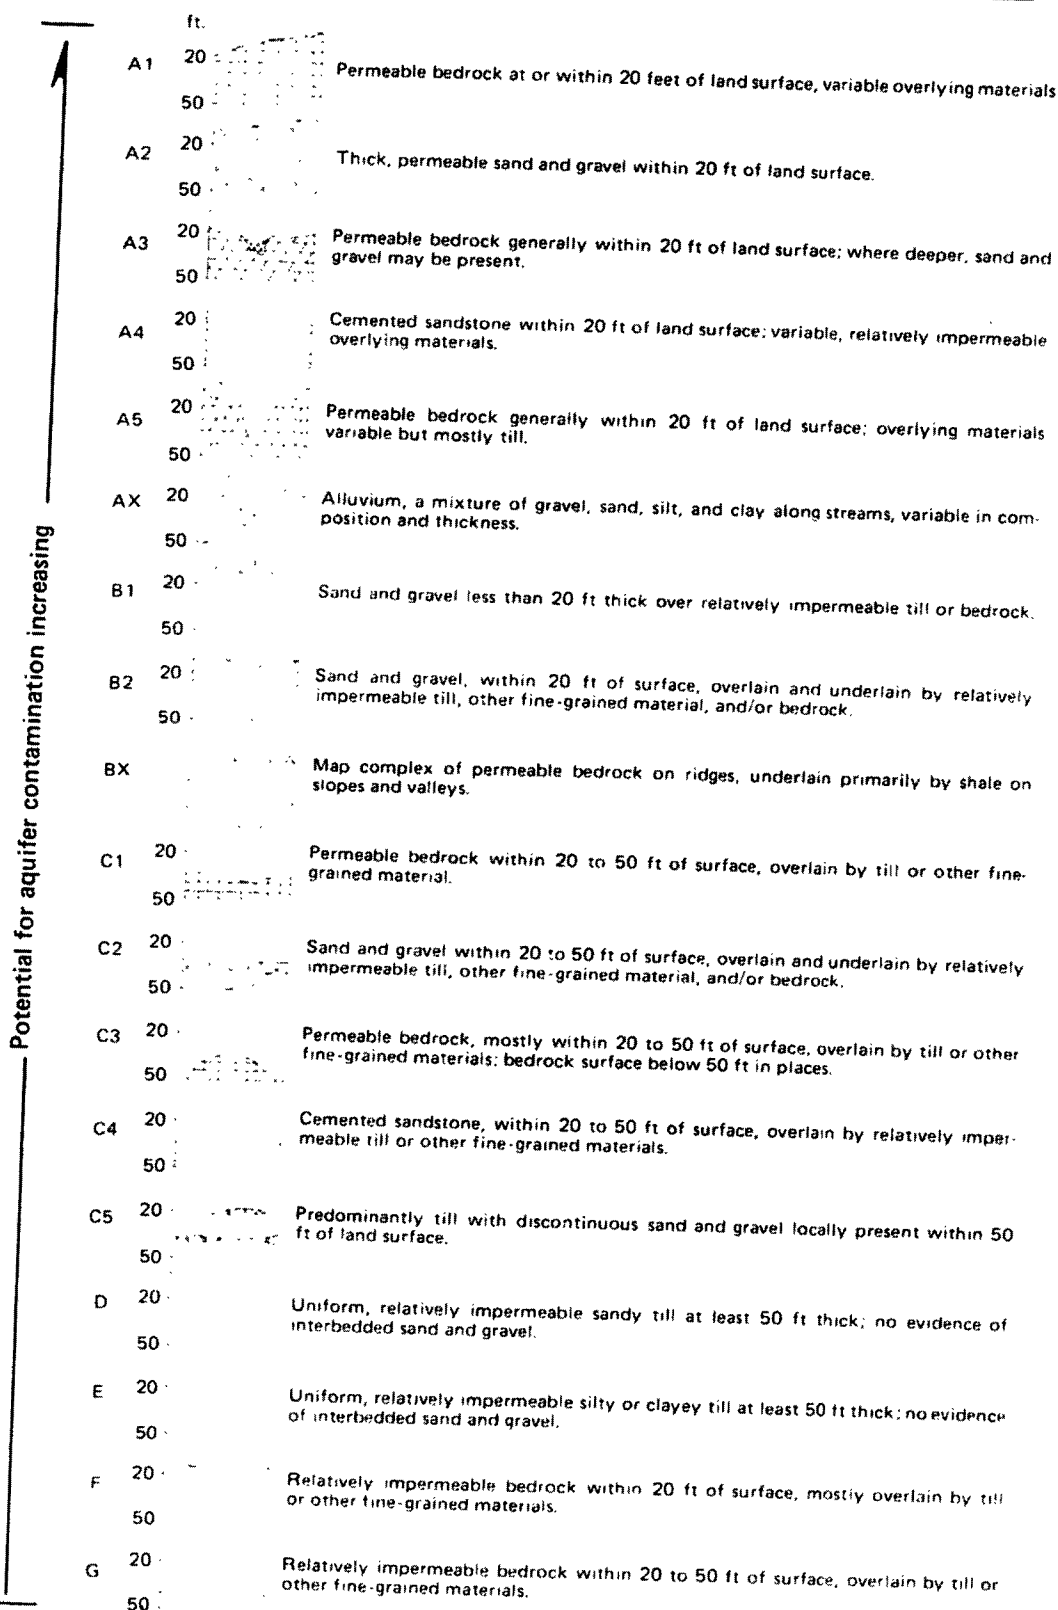 ft.
A1
20
50
Permeable bedrock at or within 20 feet of land surface, variable overlying materials
A2
20
50
Thick, permeable sand and gravel within 20 ft of land surface.
A3
20
50
Permeable bedrock generally within 20 ft of land surface; where deeper, sand and
gravel may be present.
A4
20
50
Cemented sandstone within 20 ft of land surface; variable, relatively impermeable
overlying materials.
A5
20
50
Permeable bedrock generally within 20 ft of land surface; overlying materials
variable but mostly till.
AX
20
50
Alluvium, a mixture of gravel, sand, silt, and clay along streams, variable in com-
position and thickness.
B1
20
50
Sand and gravel less than 20 ft thick over relatively impermeable till or bedrock.
B2
20
50
Sand and gravel, within 20 ft of surface, overlain and underlain by relatively
impermeable till, other fine-grained material, and/or bedrock.
BX
Map complex of permeable bedrock on ridges, underlain primarily by shale on
slopes and valleys.
C1
20
50
Permeable bedrock within 20 to 50 ft of surface, overlain by till or other fine-
grained material.
C2
20
50
Sand and gravel within 20 to 50 ft of surface, overlain and underlain by relatively
impermeable till, other fine-grained material, and/or bedrock.
C3
20
50
Permeable bedrock, mostly within 20 to 50 ft of surface, overlain by till or other
fine-grained materials; bedrock surface below 50 ft in places.
C4
20
50
Cemented sandstone, within 20 to 50 ft of surface, overlain by relatively imper-
meable till or other fine-grained materials.
C5
20
50
Predominantly till with discontinuous sand and gravel locally present within 50
ft of land surface.
D
20
50
Uniform, relatively impermeable sandy till at least 50 ft thick; no evidence of
interbedded sand and gravel.
E
20
50
Uniform, relatively impermeable silty or clayey till at least 50 ft thick; no evidence
of interbedded sand and gravel.
F
20
50
Relatively impermeable bedrock within 20 ft of surface, mostly overlain by till
or other fine-grained materials.
G
20
50
Relatively impermeable bedrock within 20 to 50 ft of surface, overlain by till or
other fine-grained materials.
Potential for aquifer contamination increasing